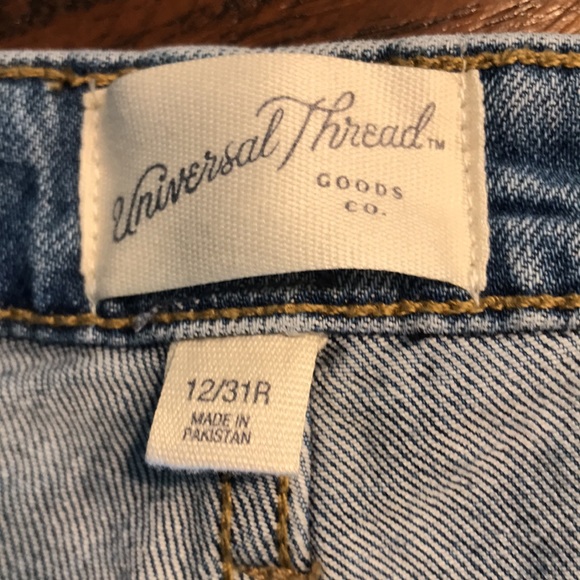 Universal Thread™
GOODS
CO.
12/31R
MADE IN
PAKISTAN